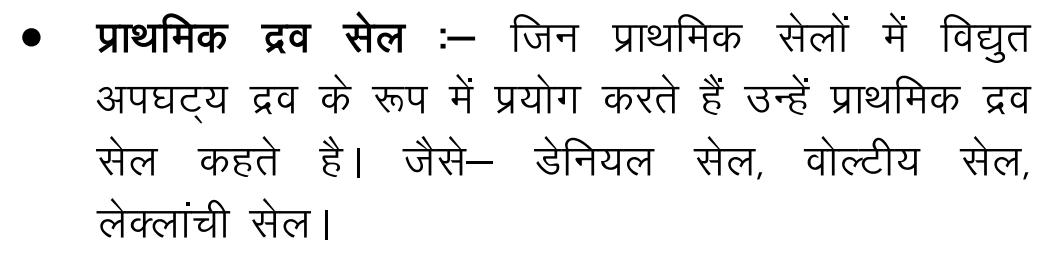 ● प्राथमिक द्रव सेल :– जिन प्राथमिक सेलों में विद्युत
अपघट्य द्रव के रूप में प्रयोग करते हैं उन्हें प्राथमिक द्रव
सेल कहते है। जैसे– डेनियल सेल, वोल्टीय सेल,
लेक्लांची सेल।